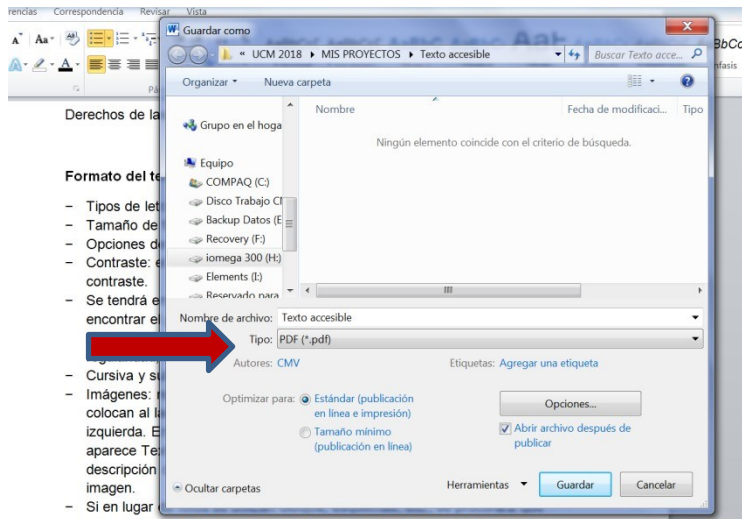 rencias Correspondencia Revisar Vista
Guardar como
« UCM 2018 ▸ MIS PROYECTOS ▸ Texto accesible
Buscar Texto acce...
Organizar
Nueva carpeta
Nombre
Fecha de modificaci...
Tipo
Ningún elemento coincide con el criterio de búsqueda.
Grupo en el hoga
Equipo
COMPAQ (C:)
Disco Trabajo C
Backup Datos (E
Recovery (F:)
iomega 300 (H:)
Elements (I:)
Reservado para
Nombre de archivo: Texto accesible
Tipo: PDF (*.pdf)
Autores: CMV
Etiquetas: Agregar una etiqueta
Optimizar para:
Estándar (publicación
en línea e impresión)
Tamaño mínimo
(publicación en línea)
Opciones...
Abrir archivo después de
publicar
Ocultar carpetas
Herramientas
Guardar
Cancelar
Derechos de la
Formato del te
– Tipos de let
– Tamaño de
– Opciones d
– Contraste: e
contraste.
– Se tendrá e
encontrar el
– Cursiva y su
– Imágenes: r
colocan al la
izquierda. E
aparece Te
descripción
imagen.
– Si en lugar